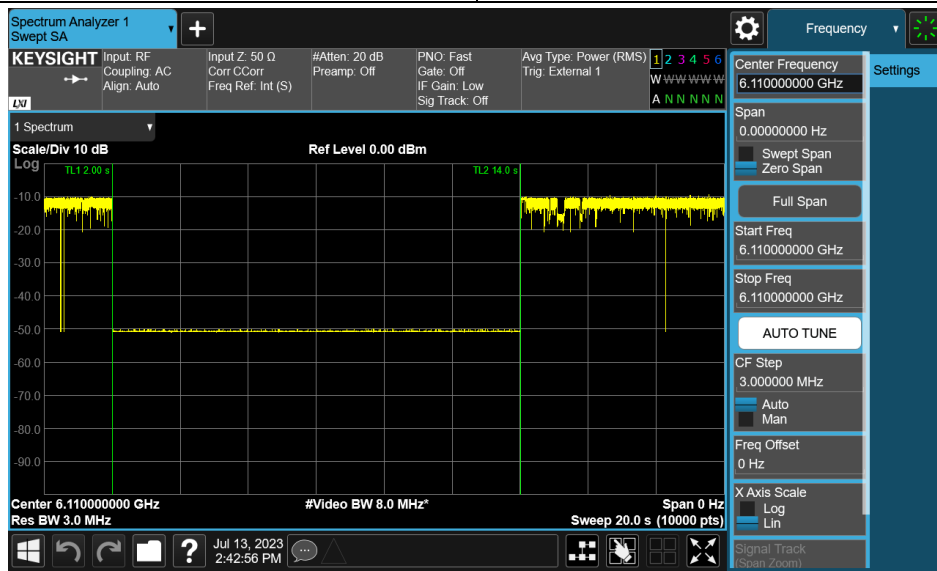 Spectrum Analyzer 1
Swept SA
+
Frequency
KEYSIGHT
LXI
Input: RF
Coupling: AC
Align: Auto
Input Z: 50 Ω
Corr CCorr
Freq Ref: Int (S)
#Atten: 20 dB
Preamp: Off
PNO: Fast
Gate: Off
IF Gain: Low
Sig Track: Off
Avg Type: Power (RMS)
Trig: External 1
1 2 3 4 5 6
W W W W W W
A N N N N N
1 Spectrum
Scale/Div 10 dB
Ref Level 0.00 dBm
Log
TL1 2.00 s
TL2 14.0 s
-10.0
-20.0
-30.0
-40.0
-50.0
-60.0
-70.0
-80.0
-90.0
Center 6.110000000 GHz
#Video BW 8.0 MHz*
Span 0 Hz
Res BW 3.0 MHz
Sweep 20.0 s (10000 pts)
?
Jul 13, 2023
2:42:56 PM
Center Frequency
6.110000000 GHz
Settings
Span
0.00000000 Hz
Swept Span
Zero Span
Full Span
Start Freq
6.110000000 GHz
Stop Freq
6.110000000 GHz
AUTO TUNE
CF Step
3.000000 MHz
Auto
Man
Freq Offset
0 Hz
X Axis Scale
Log
Lin
Signal Track
(Span Zoom)